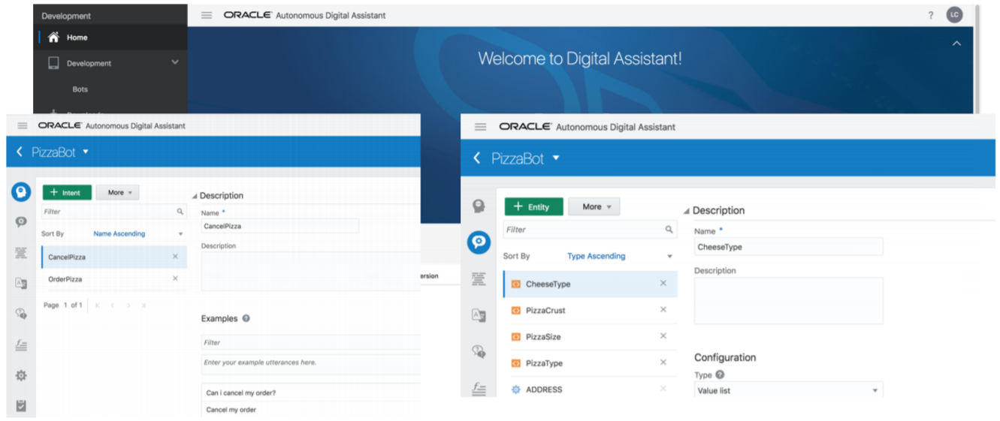 Development
ORACLE Autonomous Digital Assistant
?
LC
Home
Welcome to Digital Assistant!
Development
Bots
ORACLE Autonomous Digital Assistant
PizzaBot
+ Intent
More
Filter
Sort By Name Ascending
CancelPizza
OrderPizza
Page 1 of 1
Description
Name *
CancelPizza
Description
Examples
Filter
Enter your example utterances here.
Can i cancel my order?
Cancel my order
ersion
ORACLE Autonomous Digital Assistant
PizzaBot
+ Entity
More
Filter
Sort By Type Ascending
CheeseType
PizzaCrust
PizzaSize
PizzaType
ADDRESS
Description
Name *
CheeseType
Description
Configuration
Type
Value list